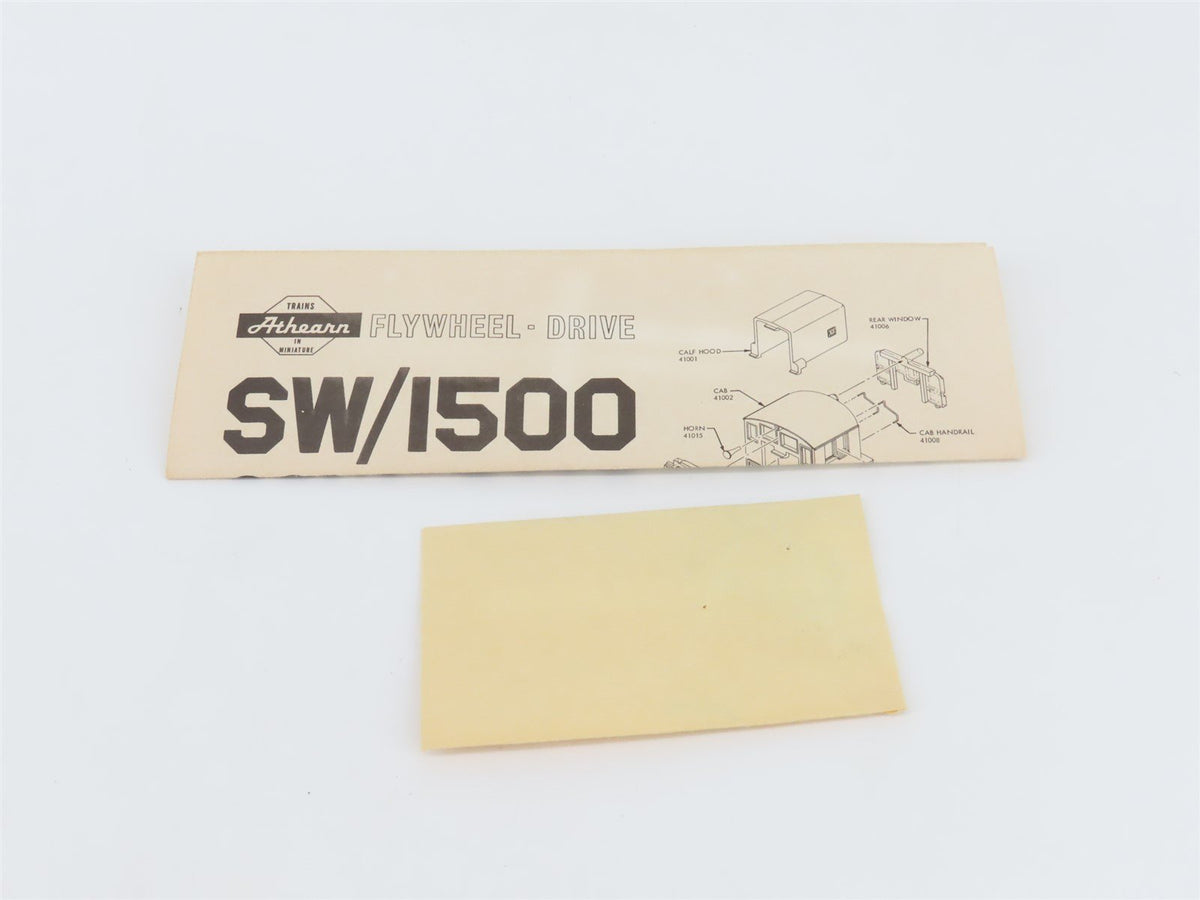 TRAINS
Athearn
IN
MINIATURE
FLYWHEEL - DRIVE
SW/1500
CALF HOOD
41001
REAR WINDOW
41006
CAB
41002
HORN
41015
CAB HANDRAIL
41008